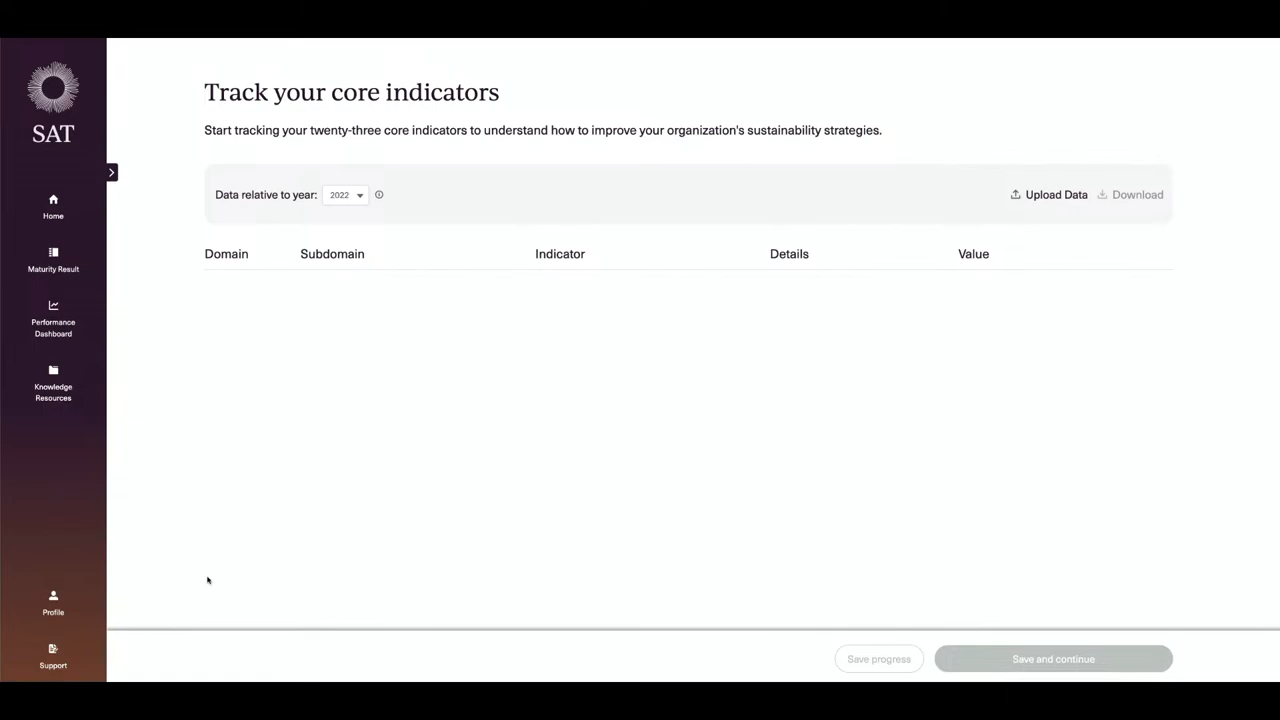 SAT
Home
Maturity Result
Performance
Dashboard
Knowledge
Resources
Profile
Support
Track your core indicators
Start tracking your twenty-three core indicators to understand how to improve your organization's sustainability strategies.
Data relative to year: 2022 Upload Data Download
Domain Subdomain Indicator Details Value
Save progress Save and continue